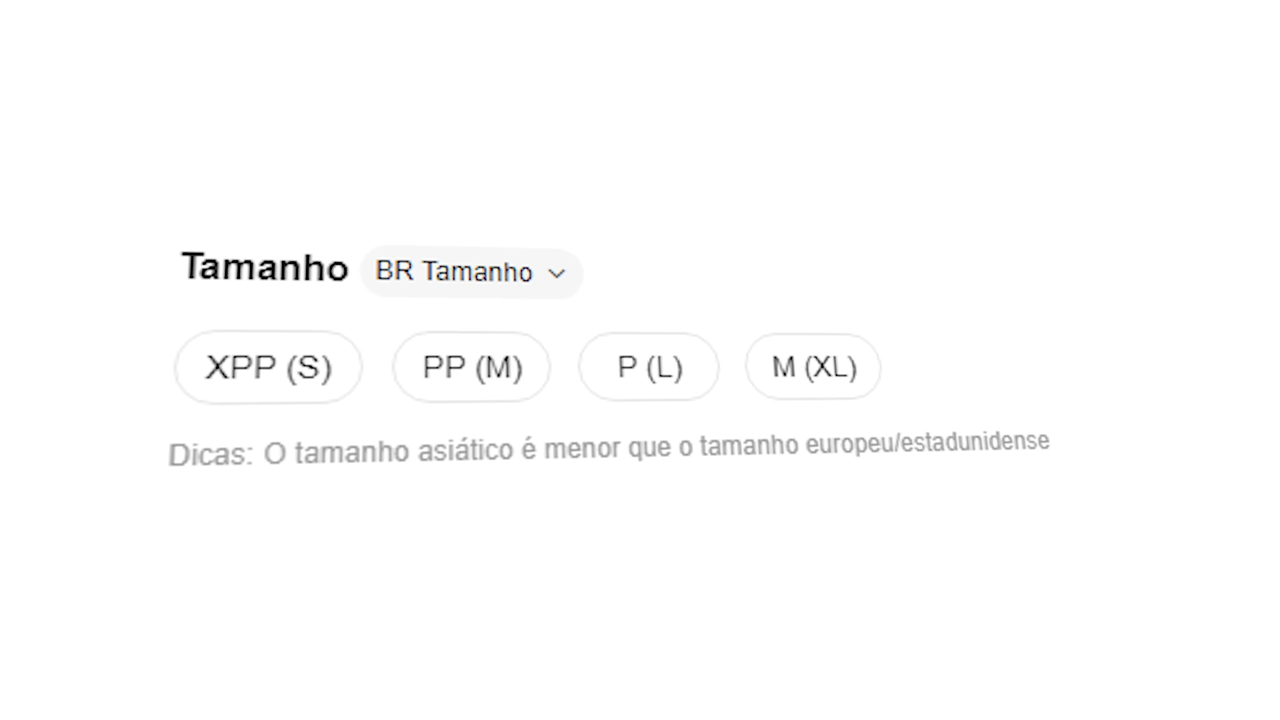 Tamanho BR Tamanho
XPP (S) PP (M) P (L) M (XL)
Dicas: O tamanho asiático é menor que o tamanho europeu/estadunidense